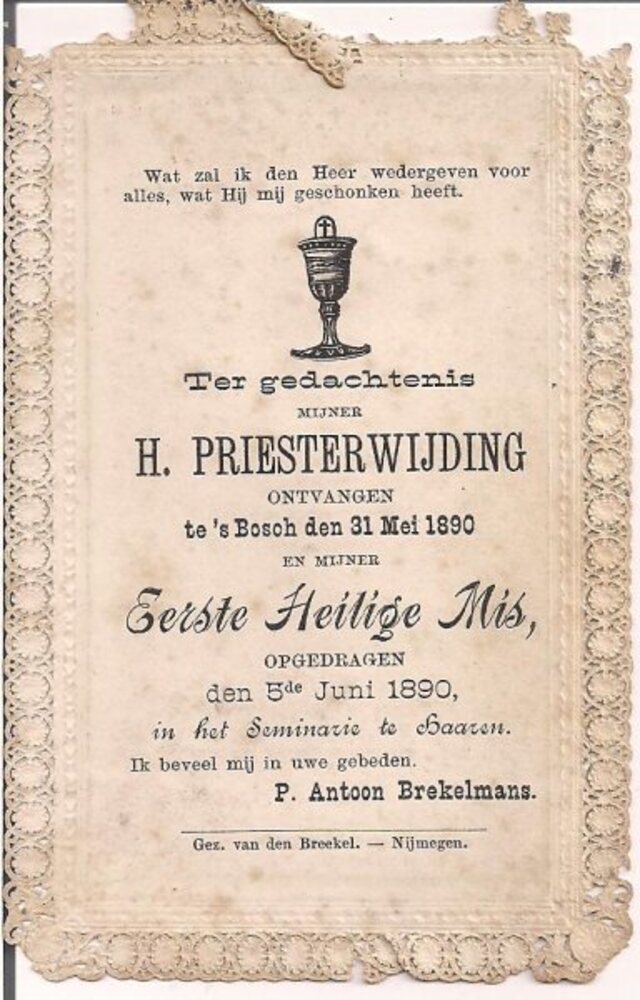 Wat zal ik den Heer wedergeven voor
alles, wat Hij mij geschonken heeft.
Ter gedachtenis
MIJNER
H. PRIESTERWIJDING
ONTVANGEN
te 's Bosch den 31 Mei 1890
EN MIJNER
Eerste Heilige Mis,
OPGEDRAGEN
den 5de Juni 1890,
in het Seminarie te Haaren.
Ik beveel mij in uwe gebeden.
P. Antoon Brekelmans.
Gez. van den Breekel. — Nijmegen.